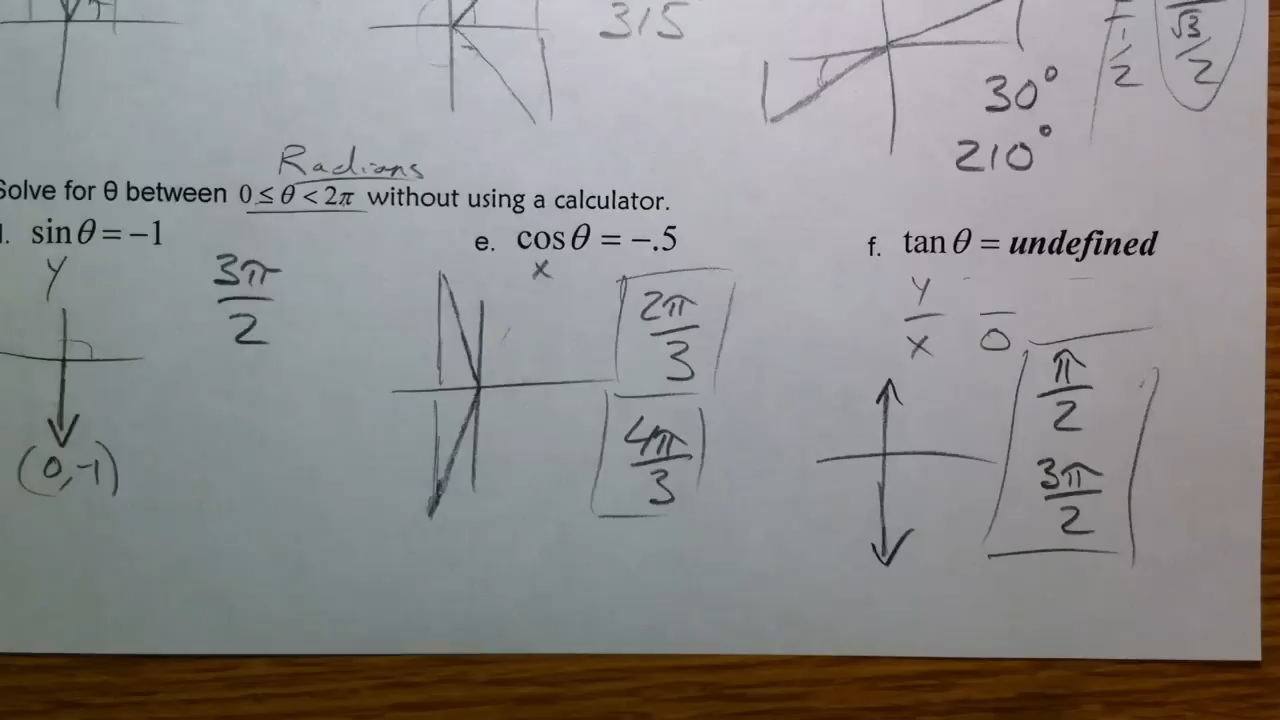 315
30°
210°
1/2
√3/2
Radians
Solve for θ between 0 ≤ θ < 2π without using a calculator.
sin θ = −1
y
3π/2
(0,-1)
e. cos θ = −.5
x
2π/3
4π/3
f. tan θ = undefined
y/x
/0
π/2
3π/2